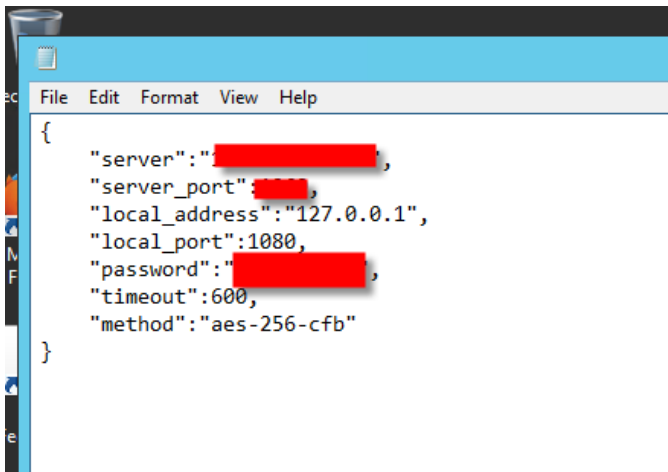 File Edit Format View Help
{
"server":"
",
"server_port":
,
"local_address":"127.0.0.1",
"local_port":1080,
"password":"
",
"timeout":600,
"method":"aes-256-cfb"
}